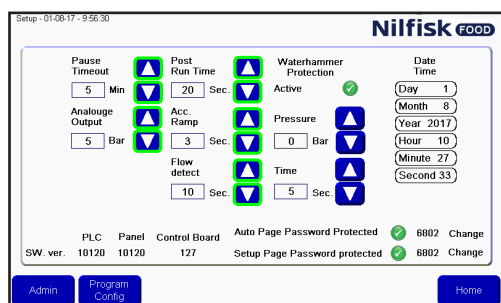 Setup - 01-08-17 - 9:56:30
Nilfisk FOOD
Pause Timeout
5 Min
Post Run Time
20 Sec.
Waterhammer Protection
Active
Date Time
Day 1
Month 8
Year 2017
Hour 10
Minute 27
Second 33
Analouge Output
5 Bar
Acc. Ramp
3 Sec.
Pressure
0 Bar
Flow detect
10 Sec.
Time
5 Sec.
Auto Page Password Protected 6802 Change
Setup Page Password protected 6802 Change
PLC Panel Control Board
SW. ver. 10120 10120 127
Admin
Program Config
Home